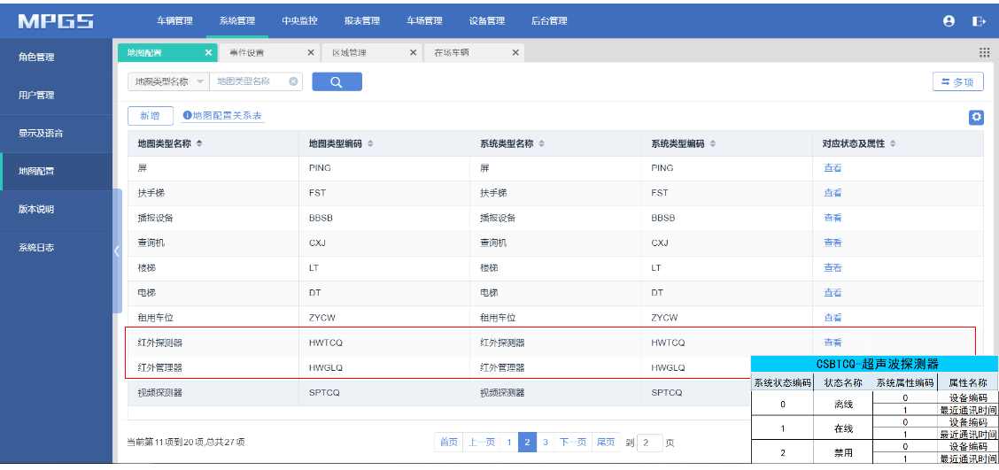 MPGS 车辆管理 系统管理 中央监控 报表管理 车场管理 设备管理 后台管理
角色管理
用户管理
显示及语音
地图配置
版本说明
系统日志
地图配置 × 事件设置 × 区域管理 × 在场车辆 ×
地图类型名称 地图类型名称 多项
新增 地图配置关系表
地图类型名称 地图类型编码 系统类型名称 系统类型编码 对应状态及属性
屏 PING 屏 PING 查看
扶手梯 FST 扶手梯 FST 查看
播报设备 BBSB 播报设备 BBSB 查看
查询机 CXJ 查询机 CXJ 查看
楼梯 LT 楼梯 LT 查看
电梯 DT 电梯 DT 查看
租用车位 ZYCW 租用车位 ZYCW 查看
红外探测器 HWTCQ 红外探测器 HWTCQ 查看
红外管理器 HWGLQ 红外管理器 HWGLQ
视频探测器 SPTCQ 视频探测器 SPTCQ
当前第11项到20项,总共27项 首页 上一页 1 2 3 下一页 尾页 到 2 页
CSBTCQ-超声波探测器
系统状态编码 状态名称 系统属性编码 属性名称
0 离线 0 设备编码
1 最近通讯时间
1 在线 0 设备编码
1 最近通讯时间
2 禁用 0 设备编码
1 最近通讯时间